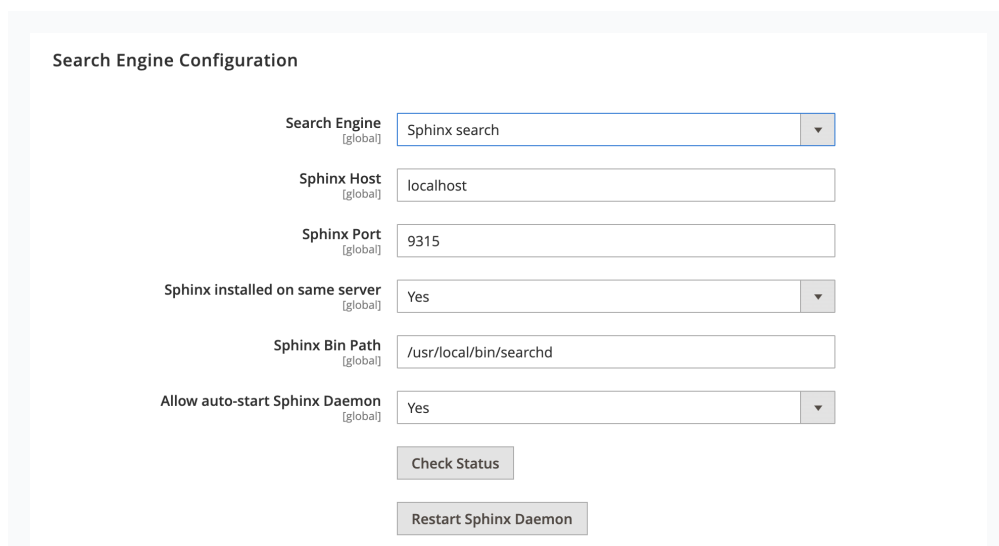 Search Engine Configuration
Search Engine
[global]
Sphinx search
Sphinx Host
[global]
localhost
Sphinx Port
[global]
9315
Sphinx installed on same server
[global]
Yes
Sphinx Bin Path
[global]
/usr/local/bin/searchd
Allow auto-start Sphinx Daemon
[global]
Yes
Check Status
Restart Sphinx Daemon